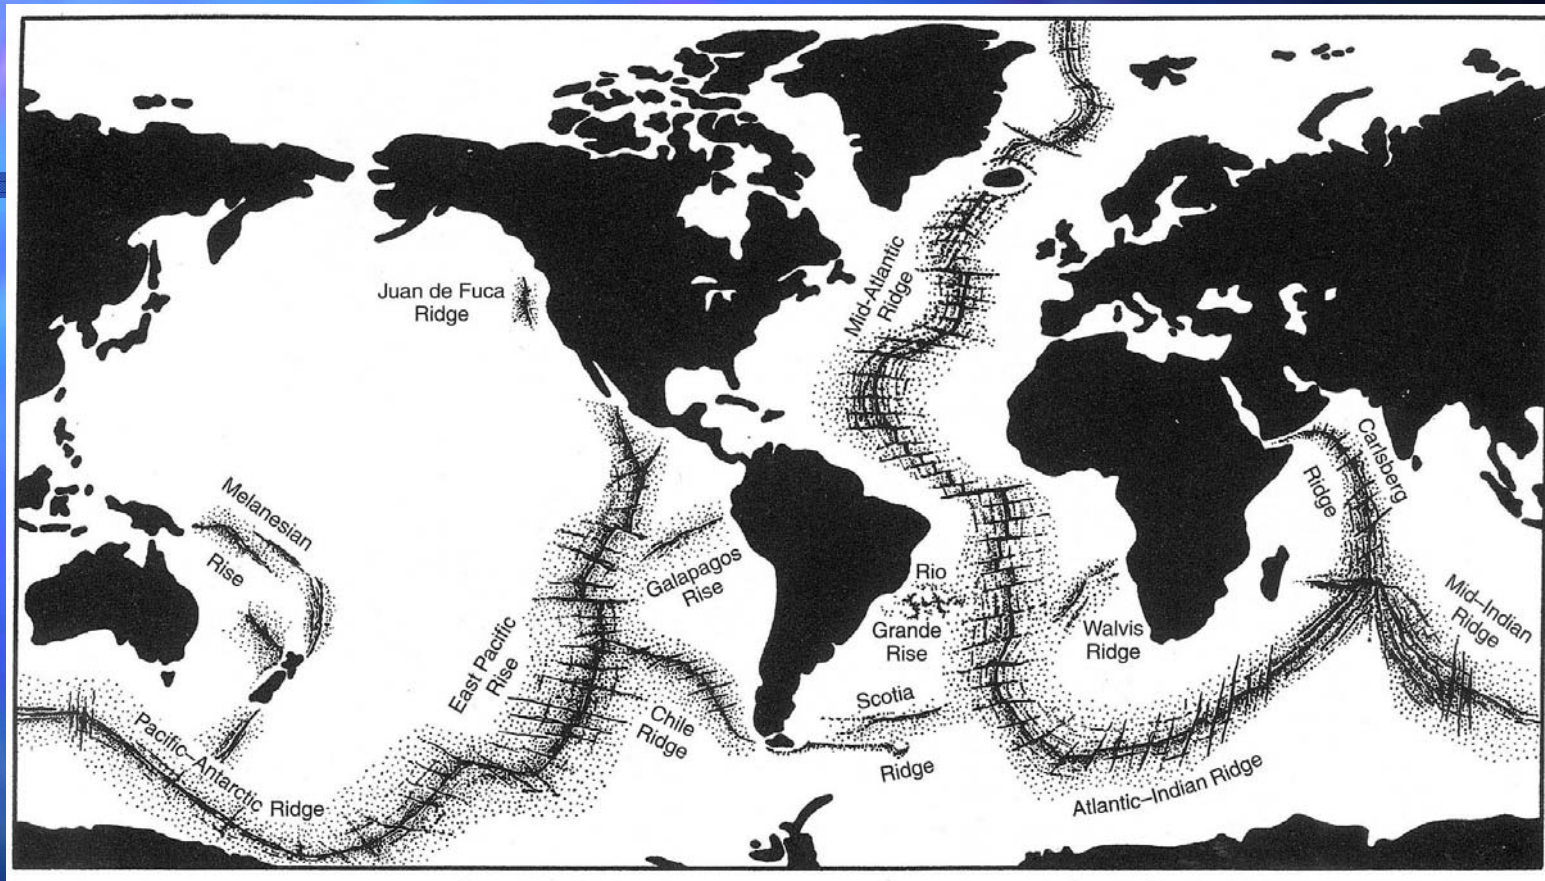 Juan de Fuca
Ridge
Mid-Atlantic
Ridge
Carlsberg
Ridge
Melanesian
Rise
Galapagos
Rise
Rio
Grande
Rise
Walvis
Ridge
Mid–Indian
Ridge
East Pacific
Rise
Chile
Ridge
Scotia
Ridge
Pacific–Antarctic Ridge
Atlantic–Indian Ridge